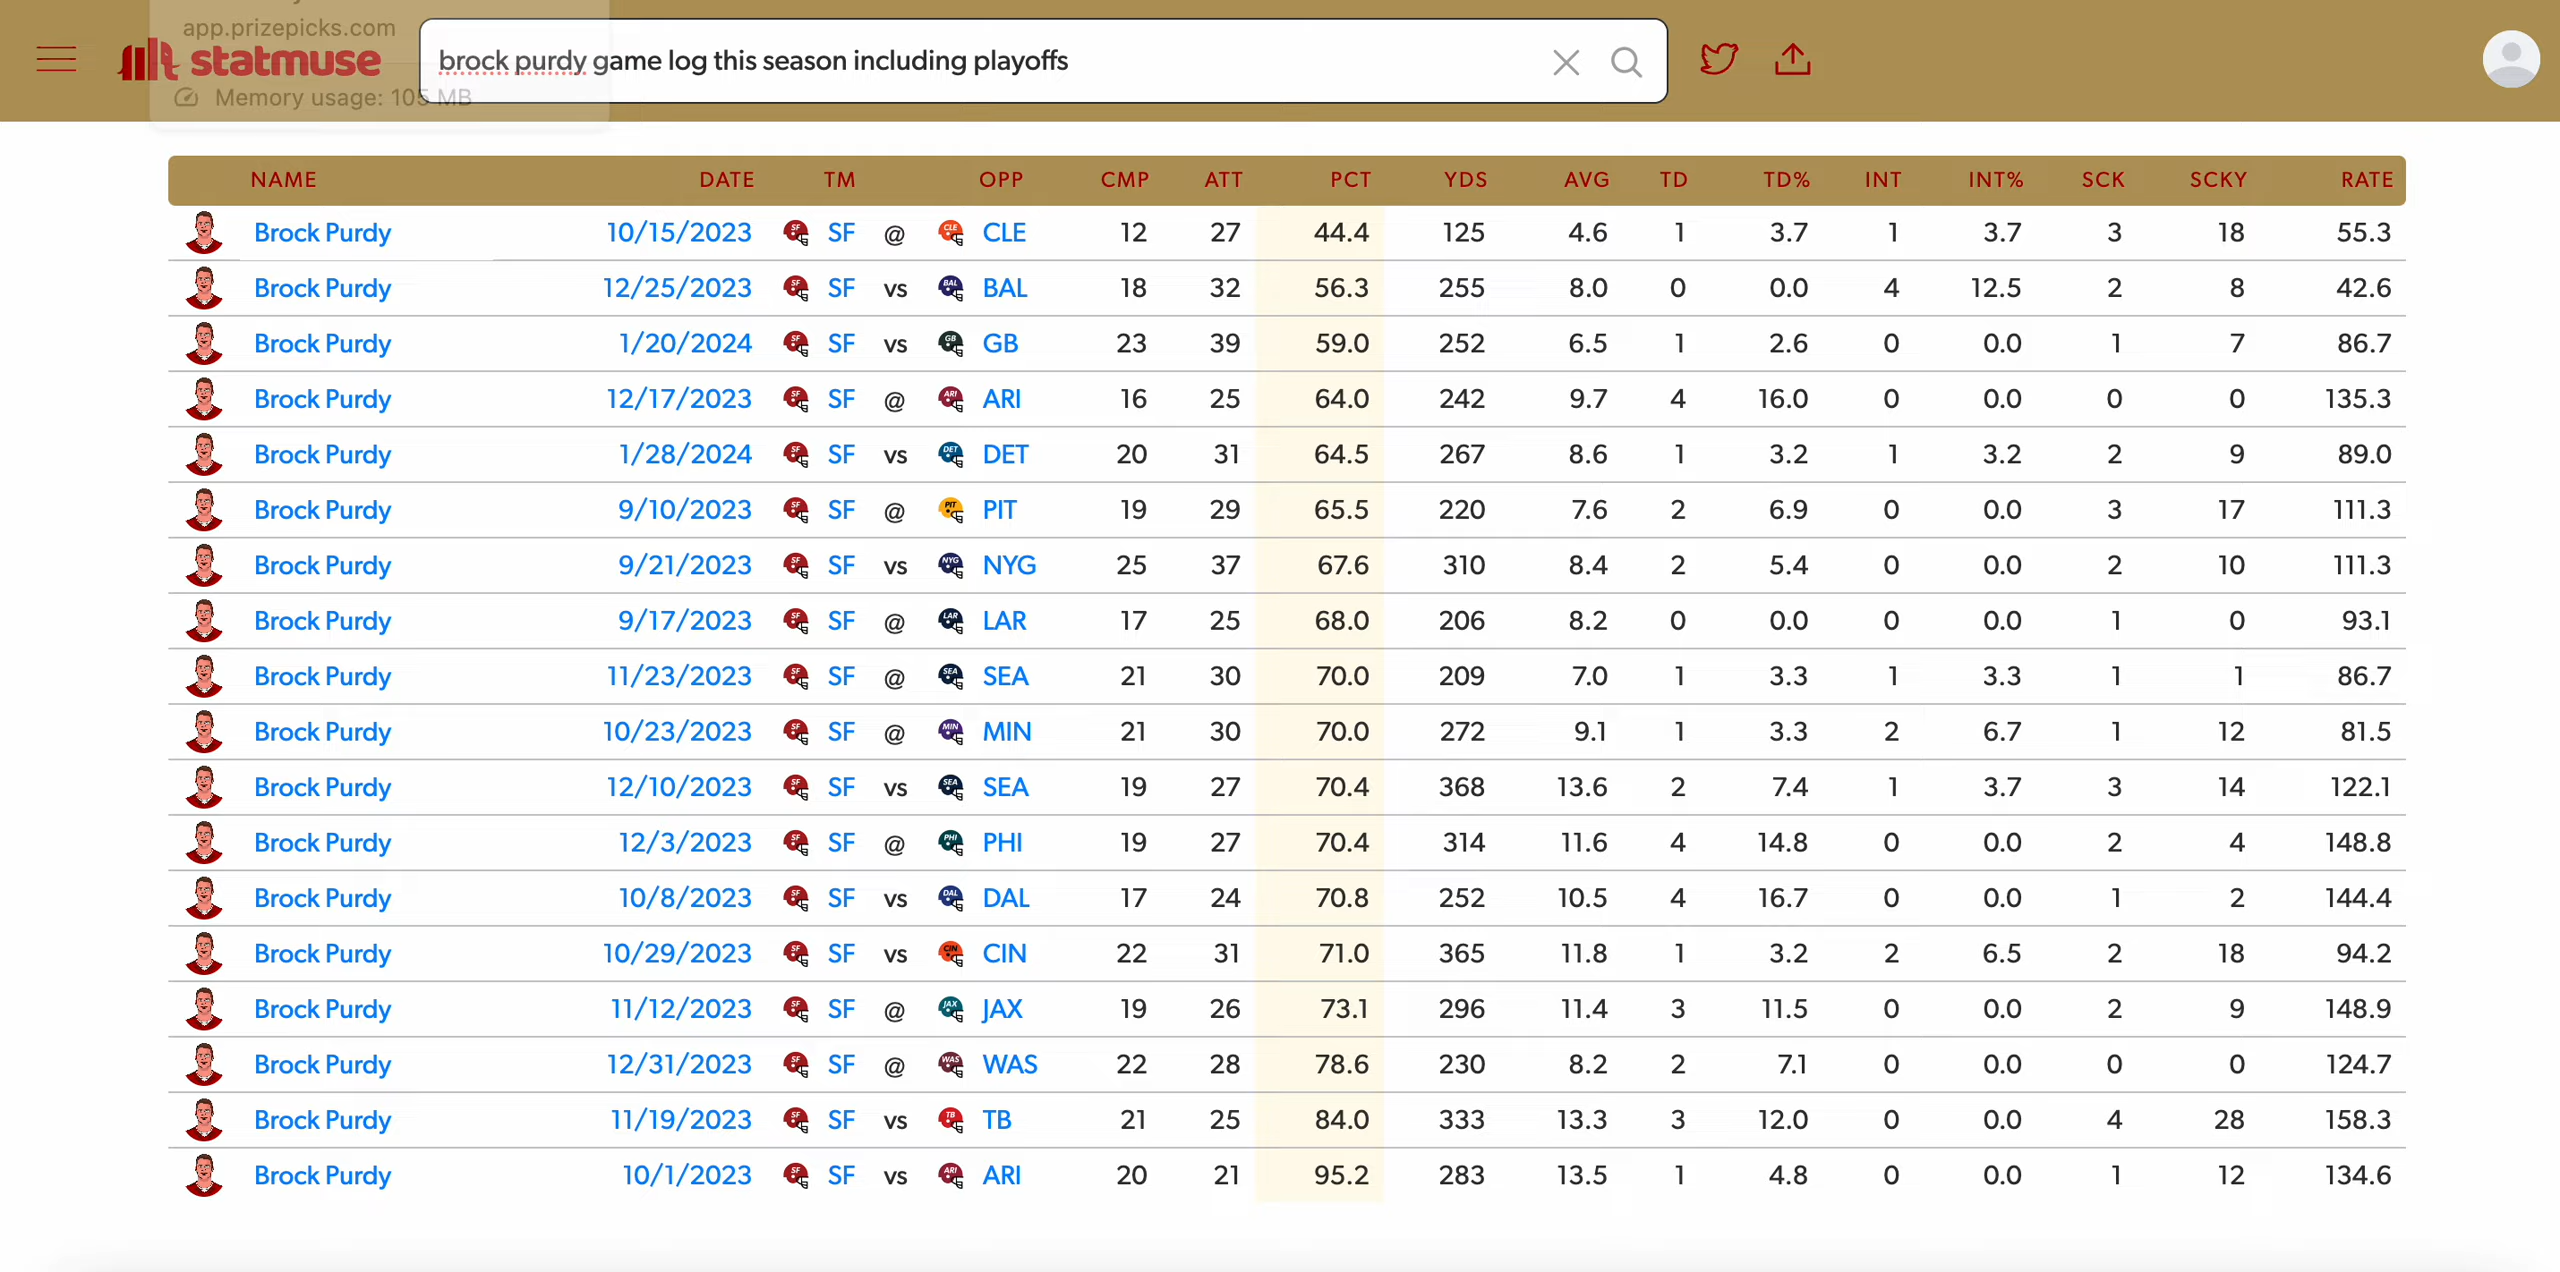 app.prizepicks.com
statmuse
brock purdy game log this season including playoffs
Memory usage: 105 MB
NAME DATE TM OPP CMP ATT PCT YDS AVG TD TD% INT INT% SCK SCKY RATE
Brock Purdy 10/15/2023 SF @ CLE 12 27 44.4 125 4.6 1 3.7 1 3.7 3 18 55.3
Brock Purdy 12/25/2023 SF vs BAL 18 32 56.3 255 8.0 0 0.0 4 12.5 2 8 42.6
Brock Purdy 1/20/2024 SF vs GB 23 39 59.0 252 6.5 1 2.6 0 0.0 1 7 86.7
Brock Purdy 12/17/2023 SF @ ARI 16 25 64.0 242 9.7 4 16.0 0 0.0 0 0 135.3
Brock Purdy 1/28/2024 SF vs DET 20 31 64.5 267 8.6 1 3.2 1 3.2 2 9 89.0
Brock Purdy 9/10/2023 SF @ PIT 19 29 65.5 220 7.6 2 6.9 0 0.0 3 17 111.3
Brock Purdy 9/21/2023 SF vs NYG 25 37 67.6 310 8.4 2 5.4 0 0.0 2 10 111.3
Brock Purdy 9/17/2023 SF @ LAR 17 25 68.0 206 8.2 0 0.0 0 0.0 1 0 93.1
Brock Purdy 11/23/2023 SF @ SEA 21 30 70.0 209 7.0 1 3.3 1 3.3 1 1 86.7
Brock Purdy 10/23/2023 SF @ MIN 21 30 70.0 272 9.1 1 3.3 2 6.7 1 12 81.5
Brock Purdy 12/10/2023 SF vs SEA 19 27 70.4 368 13.6 2 7.4 1 3.7 3 14 122.1
Brock Purdy 12/3/2023 SF @ PHI 19 27 70.4 314 11.6 4 14.8 0 0.0 2 4 148.8
Brock Purdy 10/8/2023 SF vs DAL 17 24 70.8 252 10.5 4 16.7 0 0.0 1 2 144.4
Brock Purdy 10/29/2023 SF vs CIN 22 31 71.0 365 11.8 1 3.2 2 6.5 2 18 94.2
Brock Purdy 11/12/2023 SF @ JAX 19 26 73.1 296 11.4 3 11.5 0 0.0 2 9 148.9
Brock Purdy 12/31/2023 SF @ WAS 22 28 78.6 230 8.2 2 7.1 0 0.0 0 0 124.7
Brock Purdy 11/19/2023 SF vs TB 21 25 84.0 333 13.3 3 12.0 0 0.0 4 28 158.3
Brock Purdy 10/1/2023 SF vs ARI 20 21 95.2 283 13.5 1 4.8 0 0.0 1 12 134.6